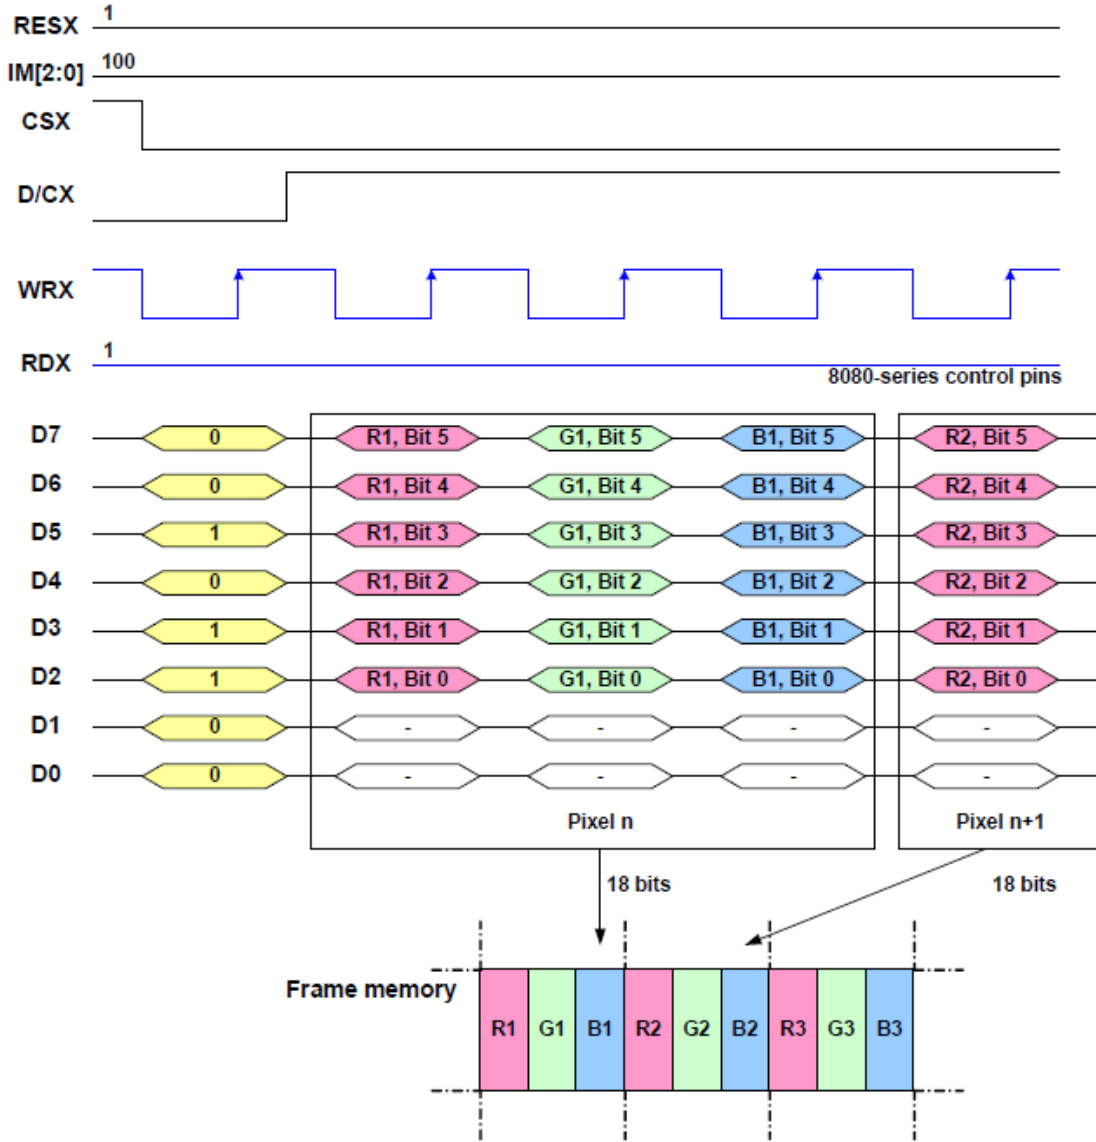 RESX 1
IM[2:0] 100
CSX
D/CX
WRX
RDX 1
8080-series control pins
D7 0 R1, Bit 5 G1, Bit 5 B1, Bit 5 R2, Bit 5
D6 0 R1, Bit 4 G1, Bit 4 B1, Bit 4 R2, Bit 4
D5 1 R1, Bit 3 G1, Bit 3 B1, Bit 3 R2, Bit 3
D4 0 R1, Bit 2 G1, Bit 2 B1, Bit 2 R2, Bit 2
D3 1 R1, Bit 1 G1, Bit 1 B1, Bit 1 R2, Bit 1
D2 1 R1, Bit 0 G1, Bit 0 B1, Bit 0 R2, Bit 0
D1 0 - - - -
D0 0 - - - -
Pixel n Pixel n+1
18 bits 18 bits
Frame memory
R1 G1 B1 R2 G2 B2 R3 G3 B3